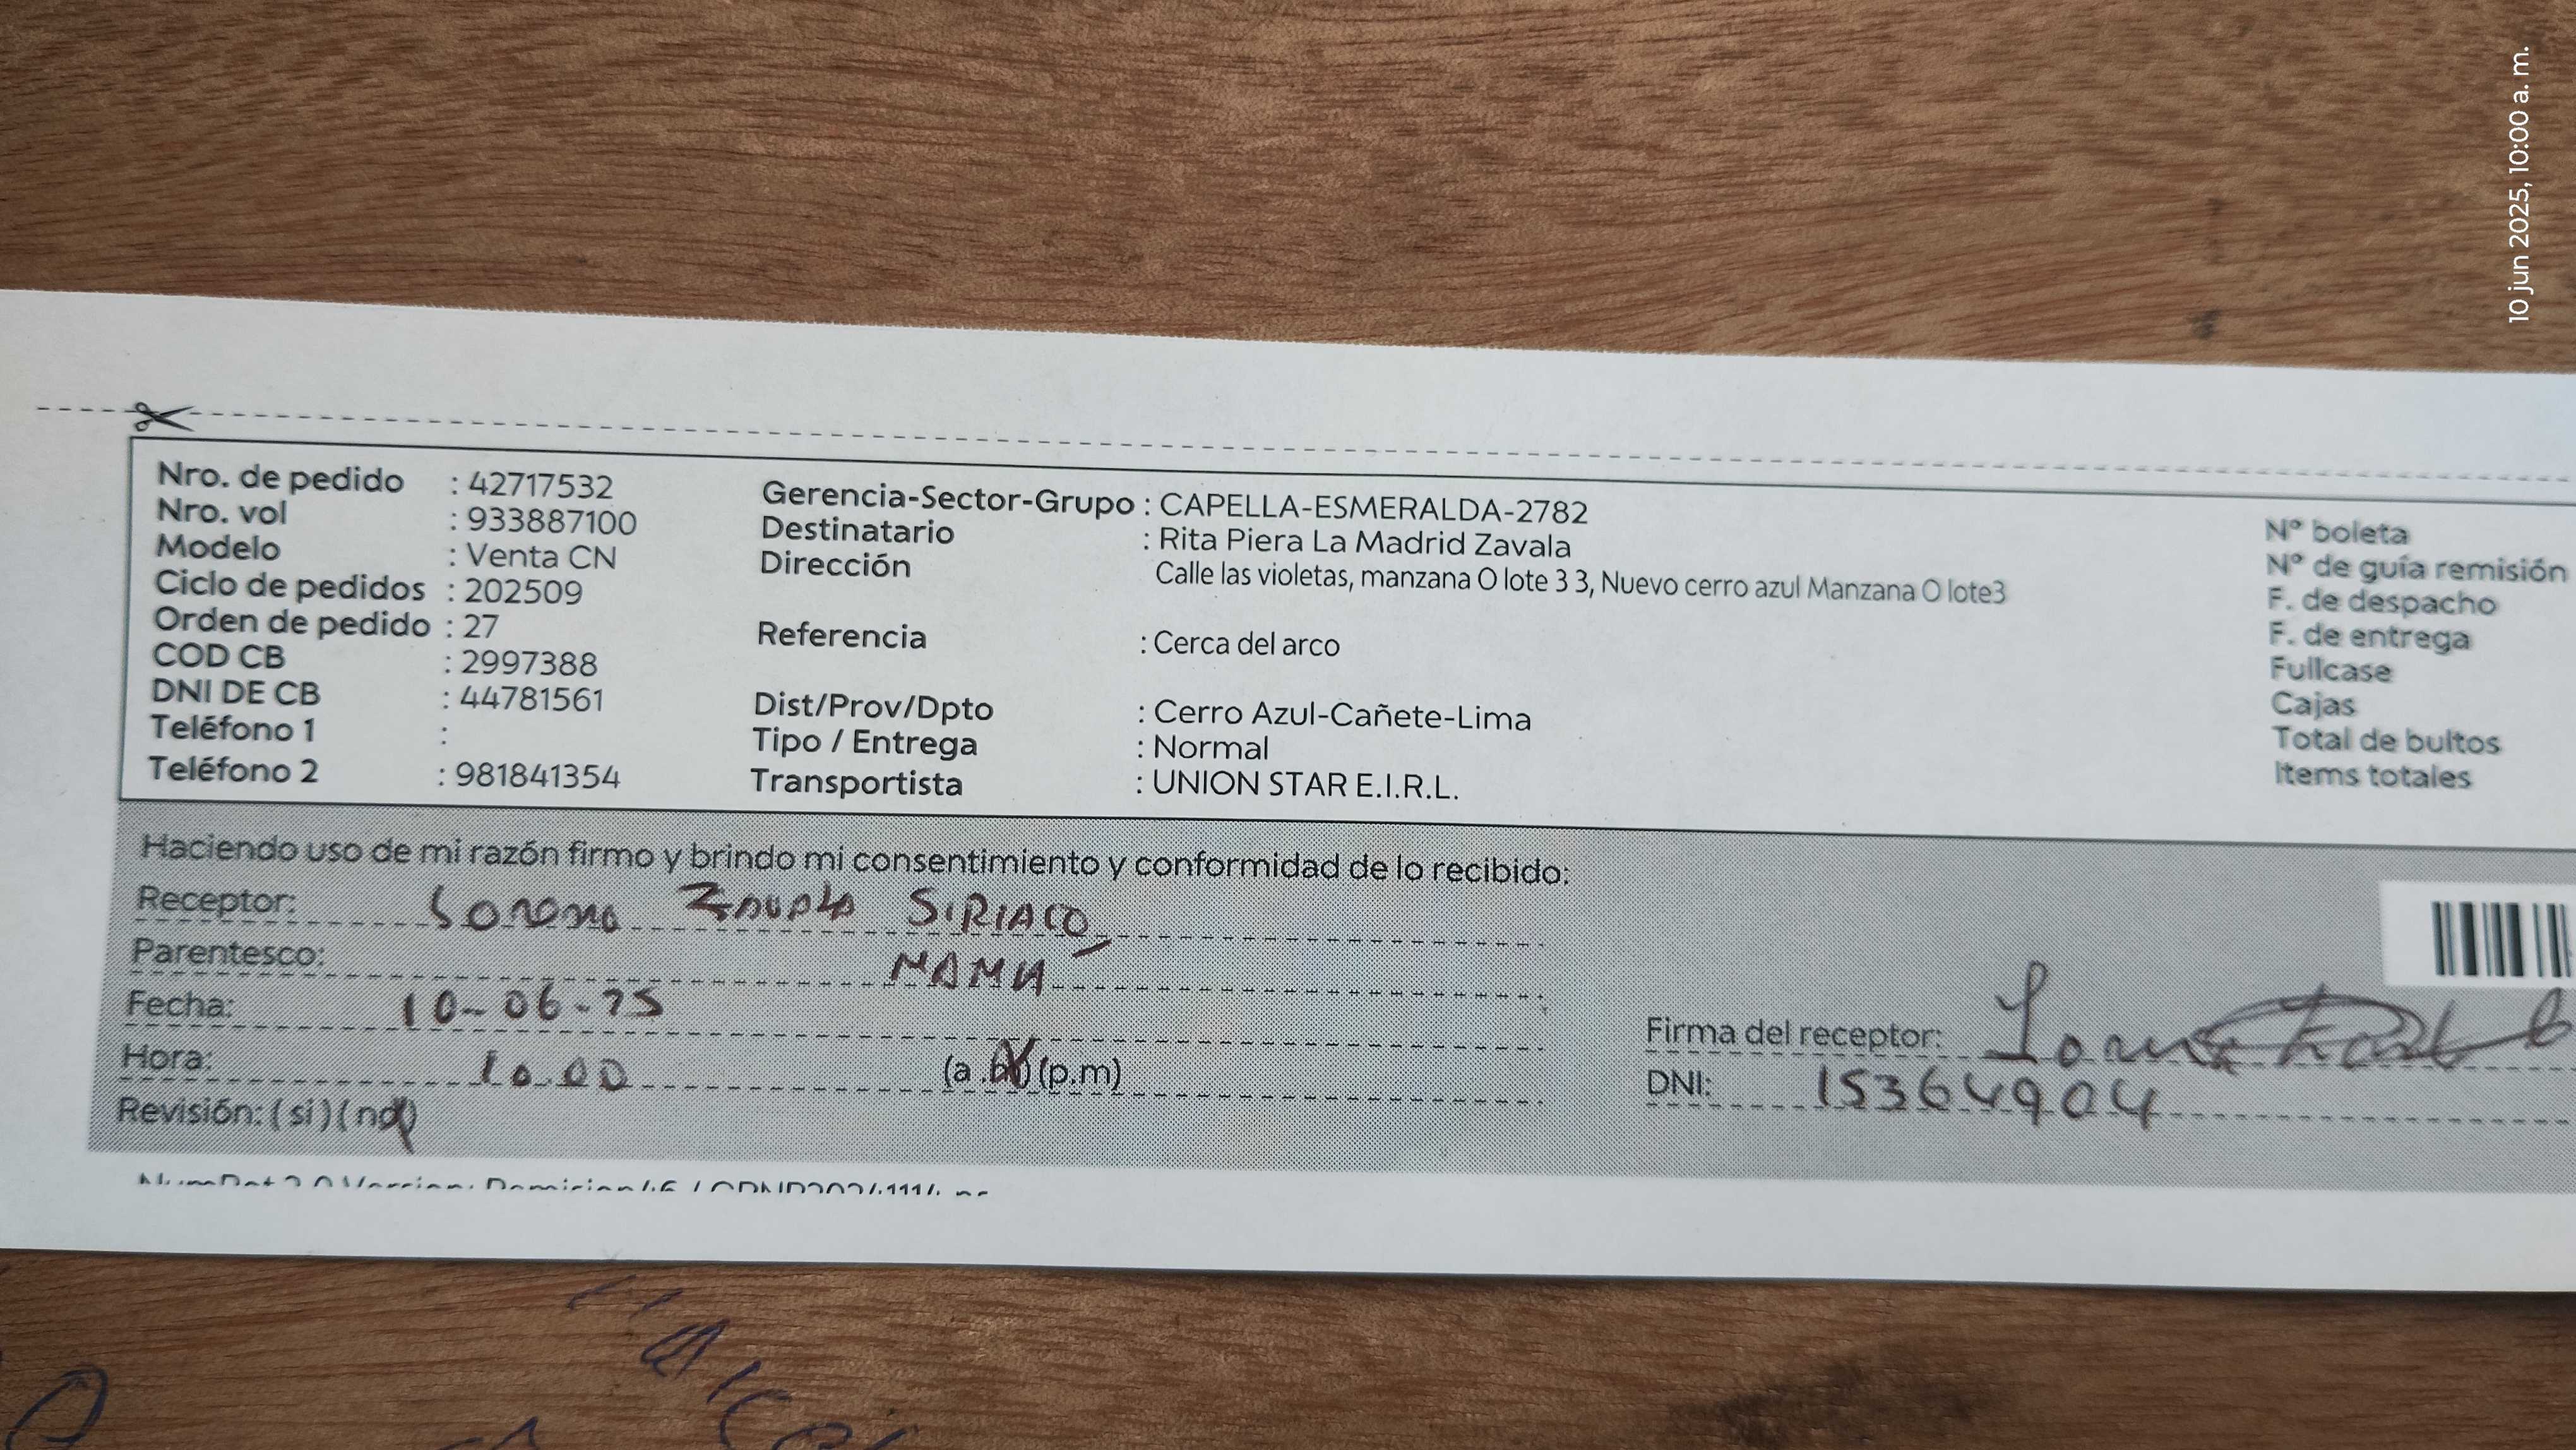 10 jun 2025, 10:00 a. m.
Nro. de pedido : 42717532
Nro. vol : 933887100
Modelo : Venta CN
Ciclo de pedidos : 202509
Orden de pedido : 27
COD CB : 2997388
DNI DE CB : 44781561
Teléfono 1 :
Teléfono 2 : 981841354
Gerencia-Sector-Grupo : CAPELLA-ESMERALDA-2782
Destinatario : Rita Piera La Madrid Zavala
Dirección Calle las violetas, manzana O lote 3 3, Nuevo cerro azul Manzana O lote3
Referencia : Cerca del arco
Dist/Prov/Dpto : Cerro Azul-Cañete-Lima
Tipo / Entrega : Normal
Transportista : UNION STAR E.I.R.L.
N° boleta
N° de guía remisión
F. de despacho
F. de entrega
Fullcase
Cajas
Total de bultos
Items totales
Haciendo uso de mi razón firmo y brindo mi consentimiento y conformidad de lo recibido:
Receptor: SIRIACO
Parentesco: MAMA
Fecha: 10-06-25
Hora: 10.00 (a.m) (p.m)
Revisión: (si) (no)
Firma del receptor:
DNI: 15364904